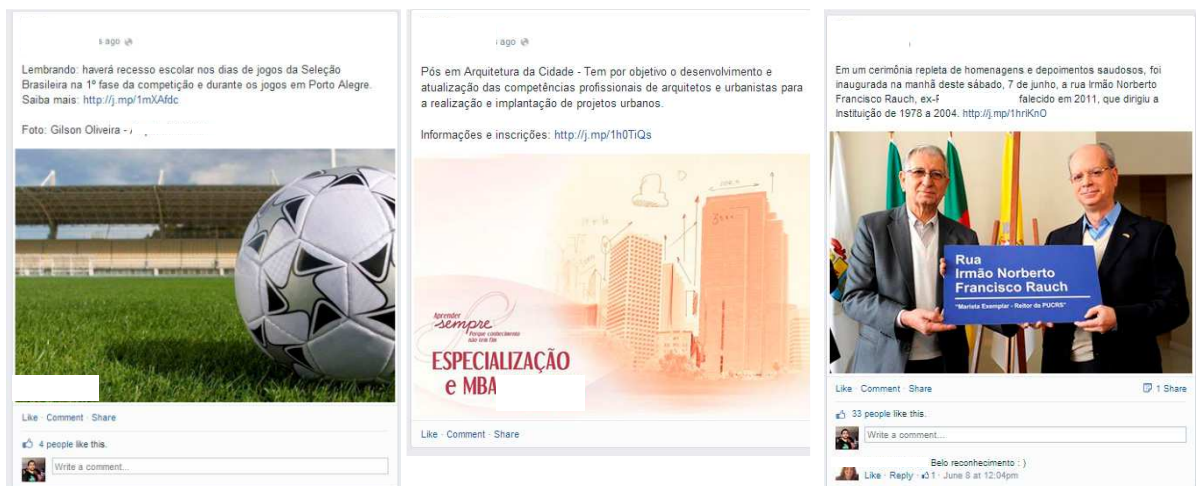 s ago
Lembrando: haverá recesso escolar nos dias de jogos da Seleção
Brasileira na 1ª fase da competição e durante os jogos em Porto Alegre.
Saiba mais: http://j.mp/1mXAfdc
Foto: Gilson Oliveira -
Like · Comment · Share
4 people like this.
Write a comment...
ago
Pós em Arquitetura da Cidade - Tem por objetivo o desenvolvimento e
atualização das competências profissionais de arquitetos e urbanistas para
a realização e implantação de projetos urbanos.
Informações e inscrições: http://j.mp/1h0TiQs
Aprender
sempre
Porque conhecimento
não tem fim
ESPECIALIZAÇÃO
e MBA
Like · Comment · Share
Em um cerimônia repleta de homenagens e depoimentos saudosos, foi
inaugurada na manhã deste sábado, 7 de junho, a rua Irmão Norberto
Francisco Rauch, ex- falecido em 2011, que dirigiu a
Instituição de 1978 a 2004. http://j.mp/1hriKnO
Rua
Irmão Norberto
Francisco Rauch
"Marista Exemplar - Reitor da PUCRS"
Like · Comment · Share 1 Share
33 people like this.
Write a comment...
Belo reconhecimento : )
Like · Reply · 1 · June 8 at 12:04pm